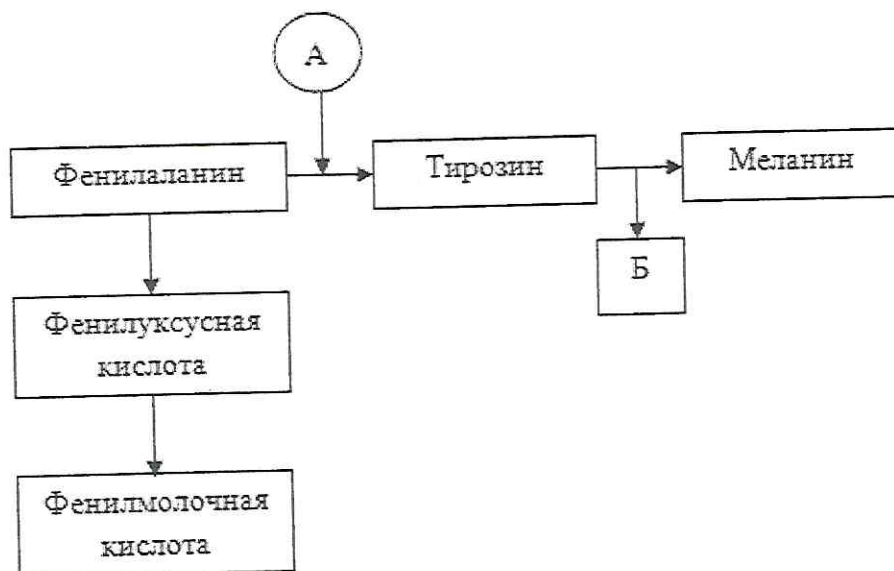 А
Фенилаланин
Тирозин
Меланин
Б
Фенилуксусная
кислота
Фенилмолочная
кислота